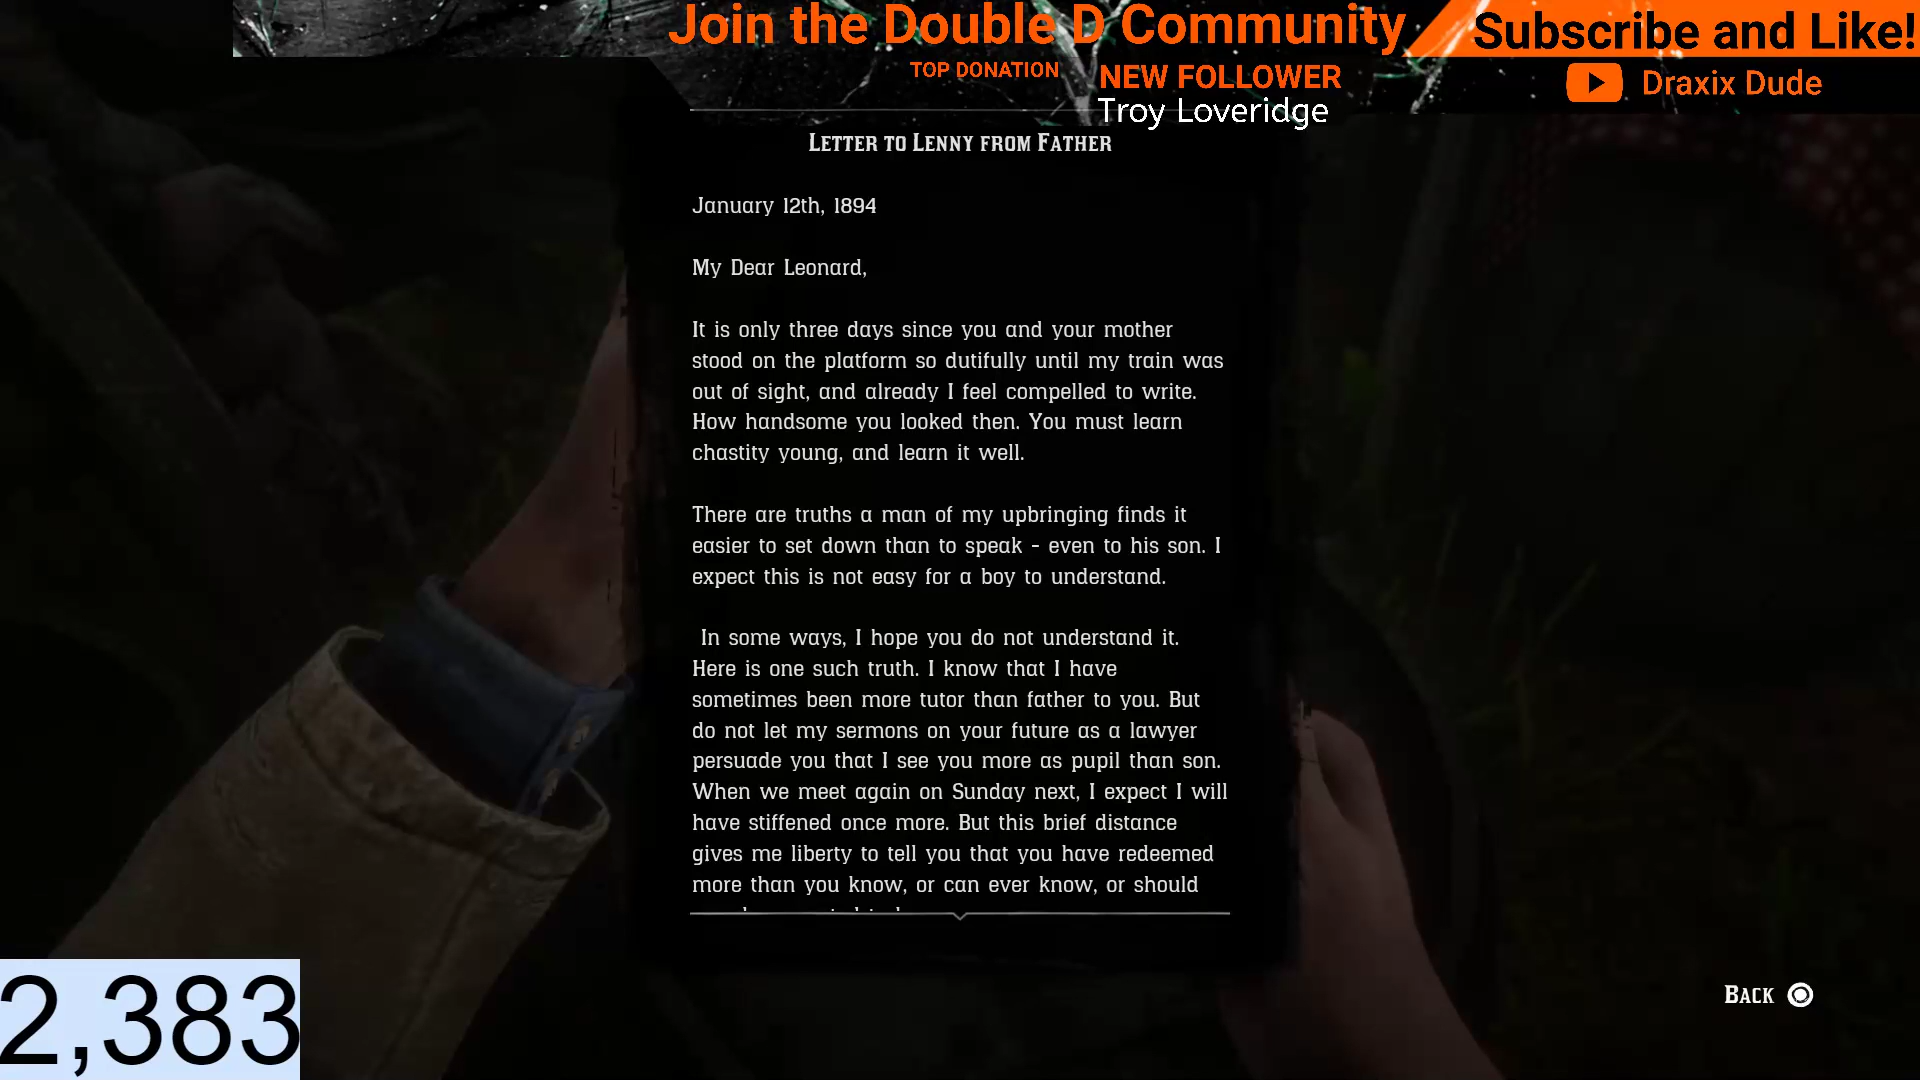 Join the Double D Community
Subscribe and Like!
TOP DONATION
NEW FOLLOWER
Draxix Dude
Troy Loveridge
LETTER TO LENNY FROM FATHER
January 12th, 1894
My Dear Leonard,
It is only three days since you and your mother
stood on the platform so dutifully until my train was
out of sight, and already I feel compelled to write.
How handsome you looked then. You must learn
chastity young, and learn it well.
There are truths a man of my upbringing finds it
easier to set down than to speak - even to his son. I
expect this is not easy for a boy to understand.
In some ways, I hope you do not understand it.
Here is one such truth. I know that I have
sometimes been more tutor than father to you. But
do not let my sermons on your future as a lawyer
persuade you that I see you more as pupil than son.
When we meet again on Sunday next, I expect I will
have stiffened once more. But this brief distance
gives me liberty to tell you that you have redeemed
more than you know, or can ever know, or should
BACK
2,383